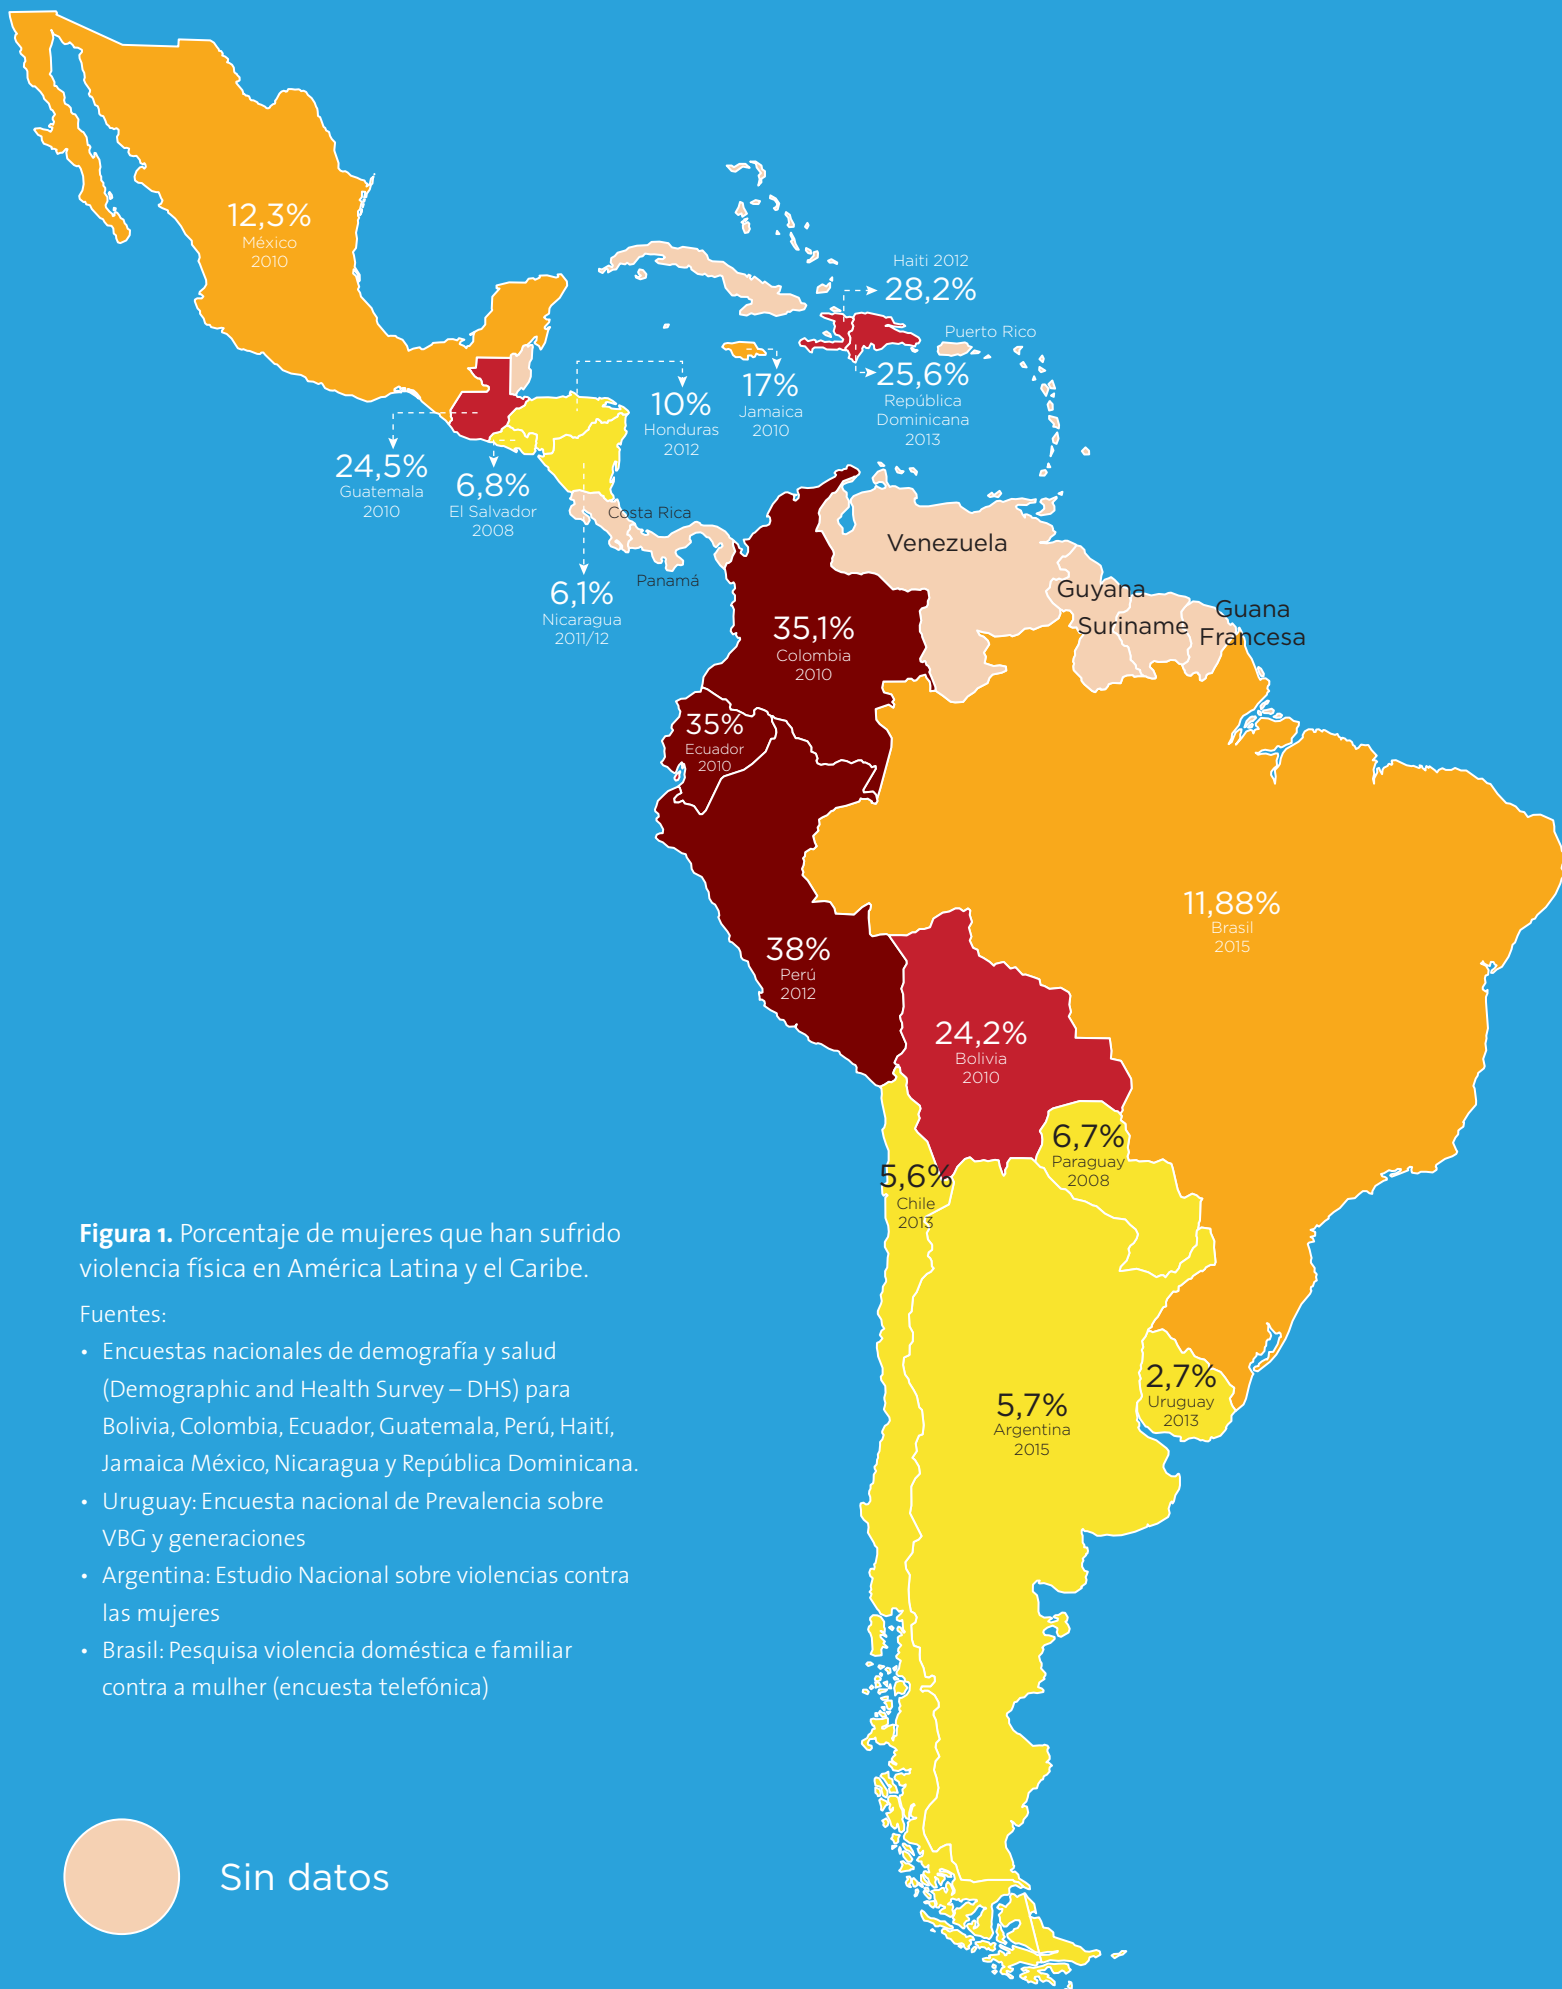 12,3%
México
2010
Haiti 2012
28,2%
Puerto Rico
25,6%
República
Dominicana
2013
17%
Jamaica
2010
10%
Honduras
2012
24,5%
Guatemala
2010
6,8%
El Salvador
2008
Costa Rica
Panamá
6,1%
Nicaragua
2011/12
Venezuela
Guyana
Suriname
Guana
Francesa
35,1%
Colombia
2010
35%
Ecuador
2010
11,88%
Brasil
2015
38%
Perú
2012
24,2%
Bolivia
2010
6,7%
Paraguay
2008
5,6%
Chile
2013
2,7%
Uruguay
2013
5,7%
Argentina
2015
Figura 1. Porcentaje de mujeres que han sufrido
violencia física en América Latina y el Caribe.
Fuentes:
• Encuestas nacionales de demografía y salud
(Demographic and Health Survey – DHS) para
Bolivia, Colombia, Ecuador, Guatemala, Perú, Haití,
Jamaica México, Nicaragua y República Dominicana.
• Uruguay: Encuesta nacional de Prevalencia sobre
VBG y generaciones
• Argentina: Estudio Nacional sobre violencias contra
las mujeres
• Brasil: Pesquisa violencia doméstica e familiar
contra a mulher (encuesta telefónica)
Sin datos